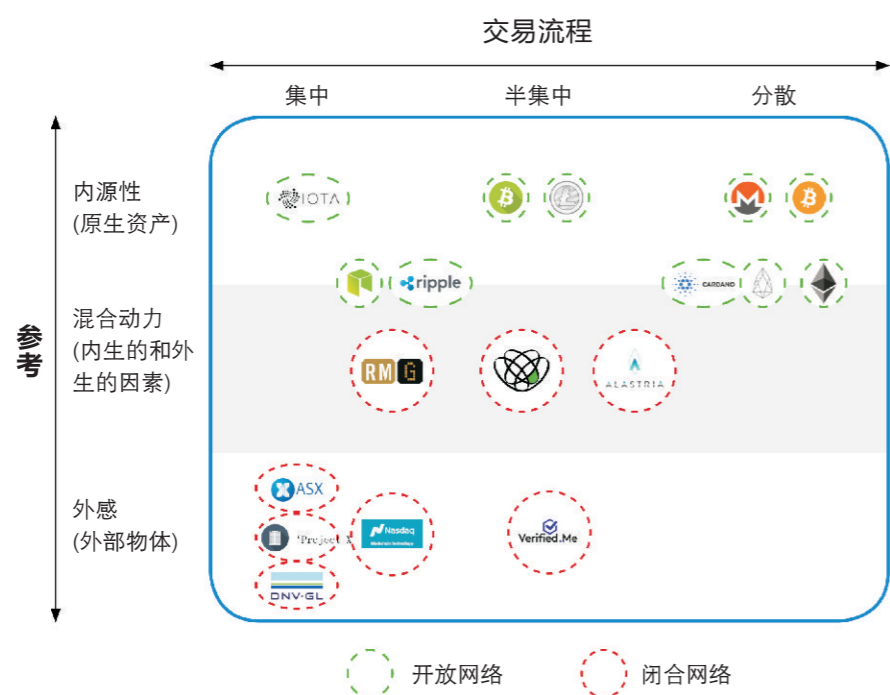 交易流程
集中
半集中
分散
内源性
(原生资产)
IOTA
ripple
CARDANO
参考
混合动力
(内生的和外
生的因素)
RM G
ALASTRIA
外感
(外部物体)
ASX
'Project X
Nasdaq
Verified.Me
DNV·GL
开放网络
闭合网络